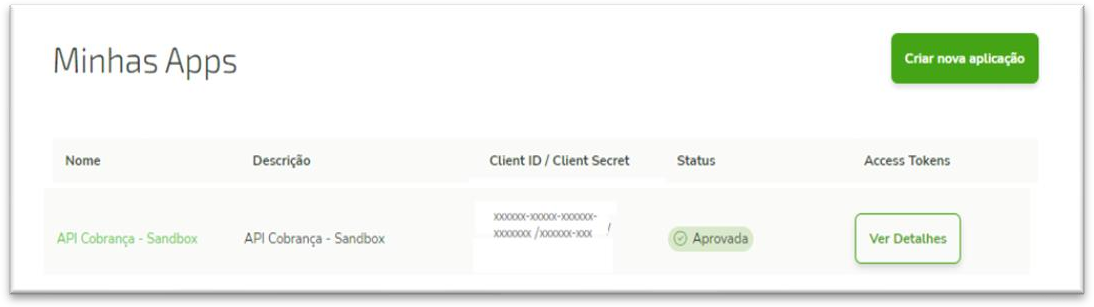 Minhas Apps
Criar nova aplicação
Nome Descrição Client ID / Client Secret Status Access Tokens
API Cobrança - Sandbox API Cobrança - Sandbox xxxxxx-xxxxx-xxxxxx-
xxxxxxx /xxxxxx-xxx / Aprovada Ver Detalhes